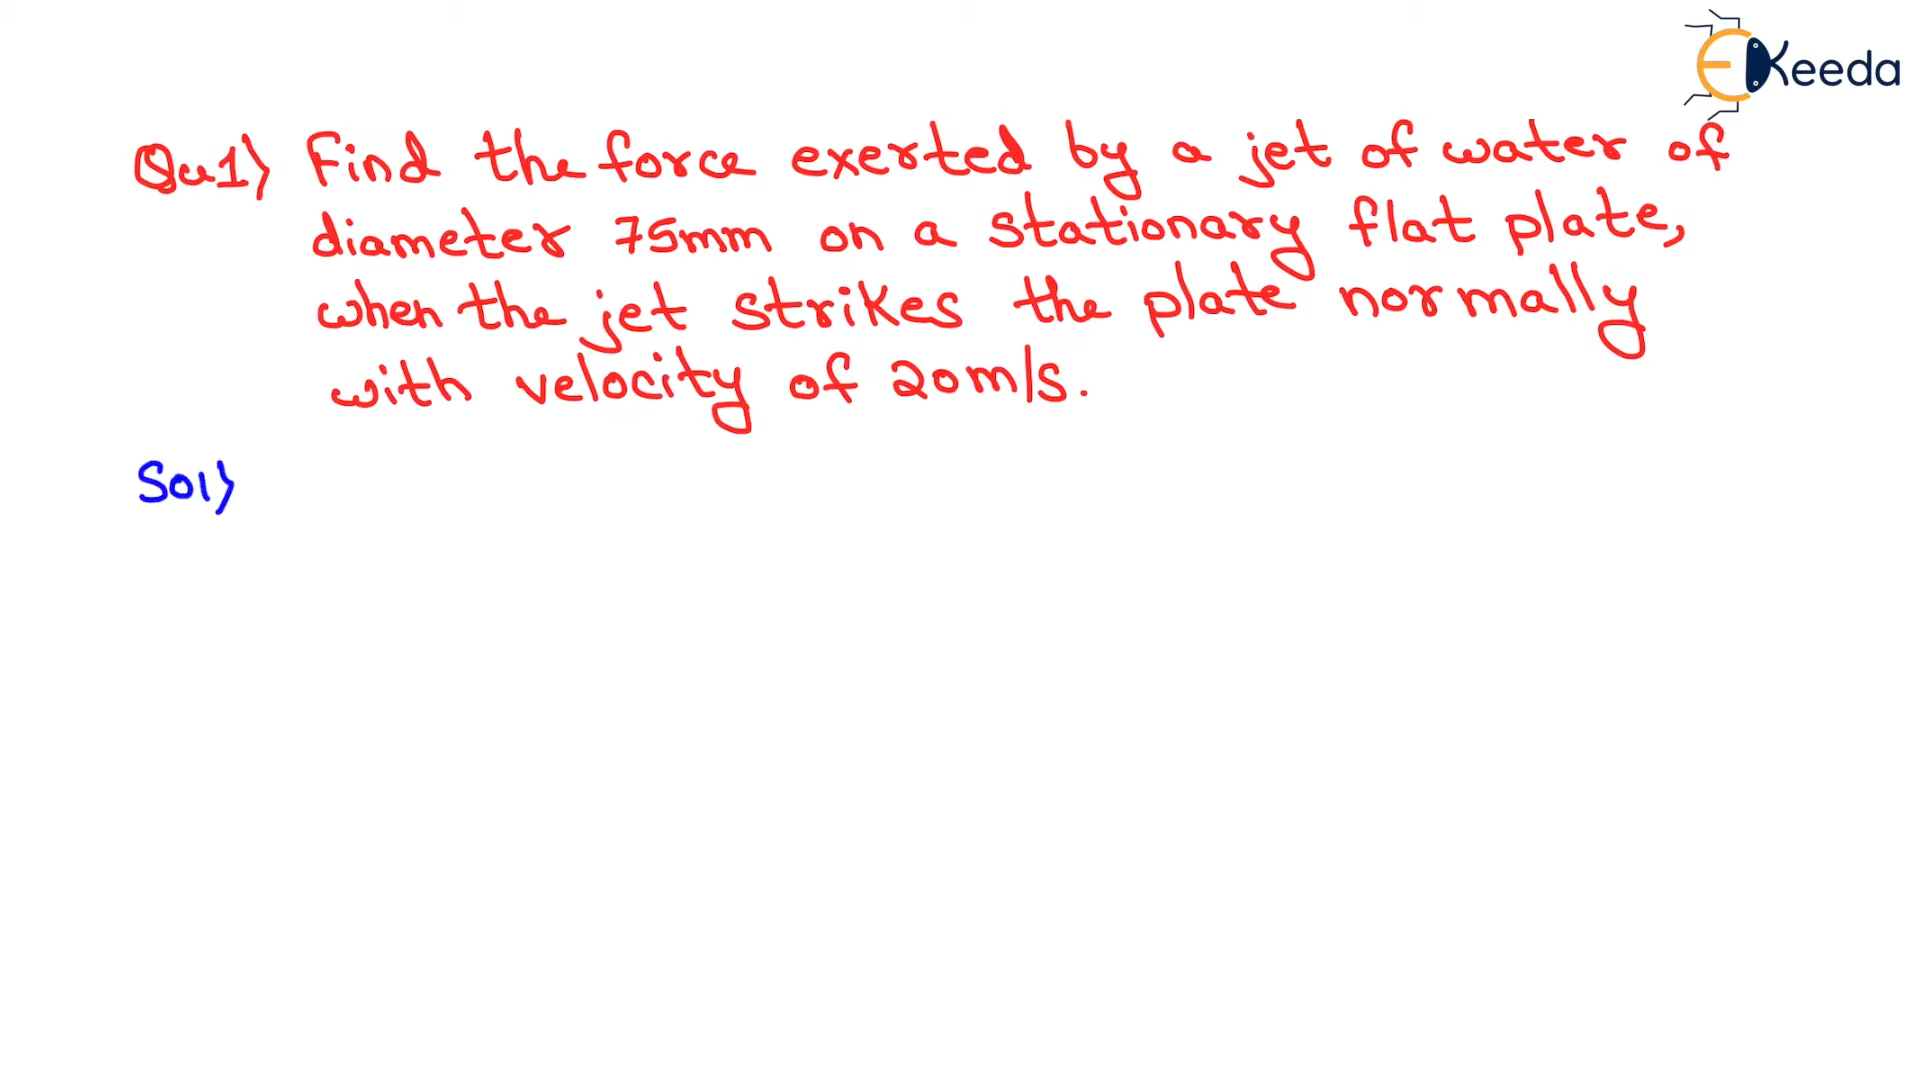 EKeeda
Qu1) Find the force exerted by a jet of water of
diameter 75mm on a stationary flat plate,
when the jet strikes the plate normally
with velocity of 20m/s.
Sol)